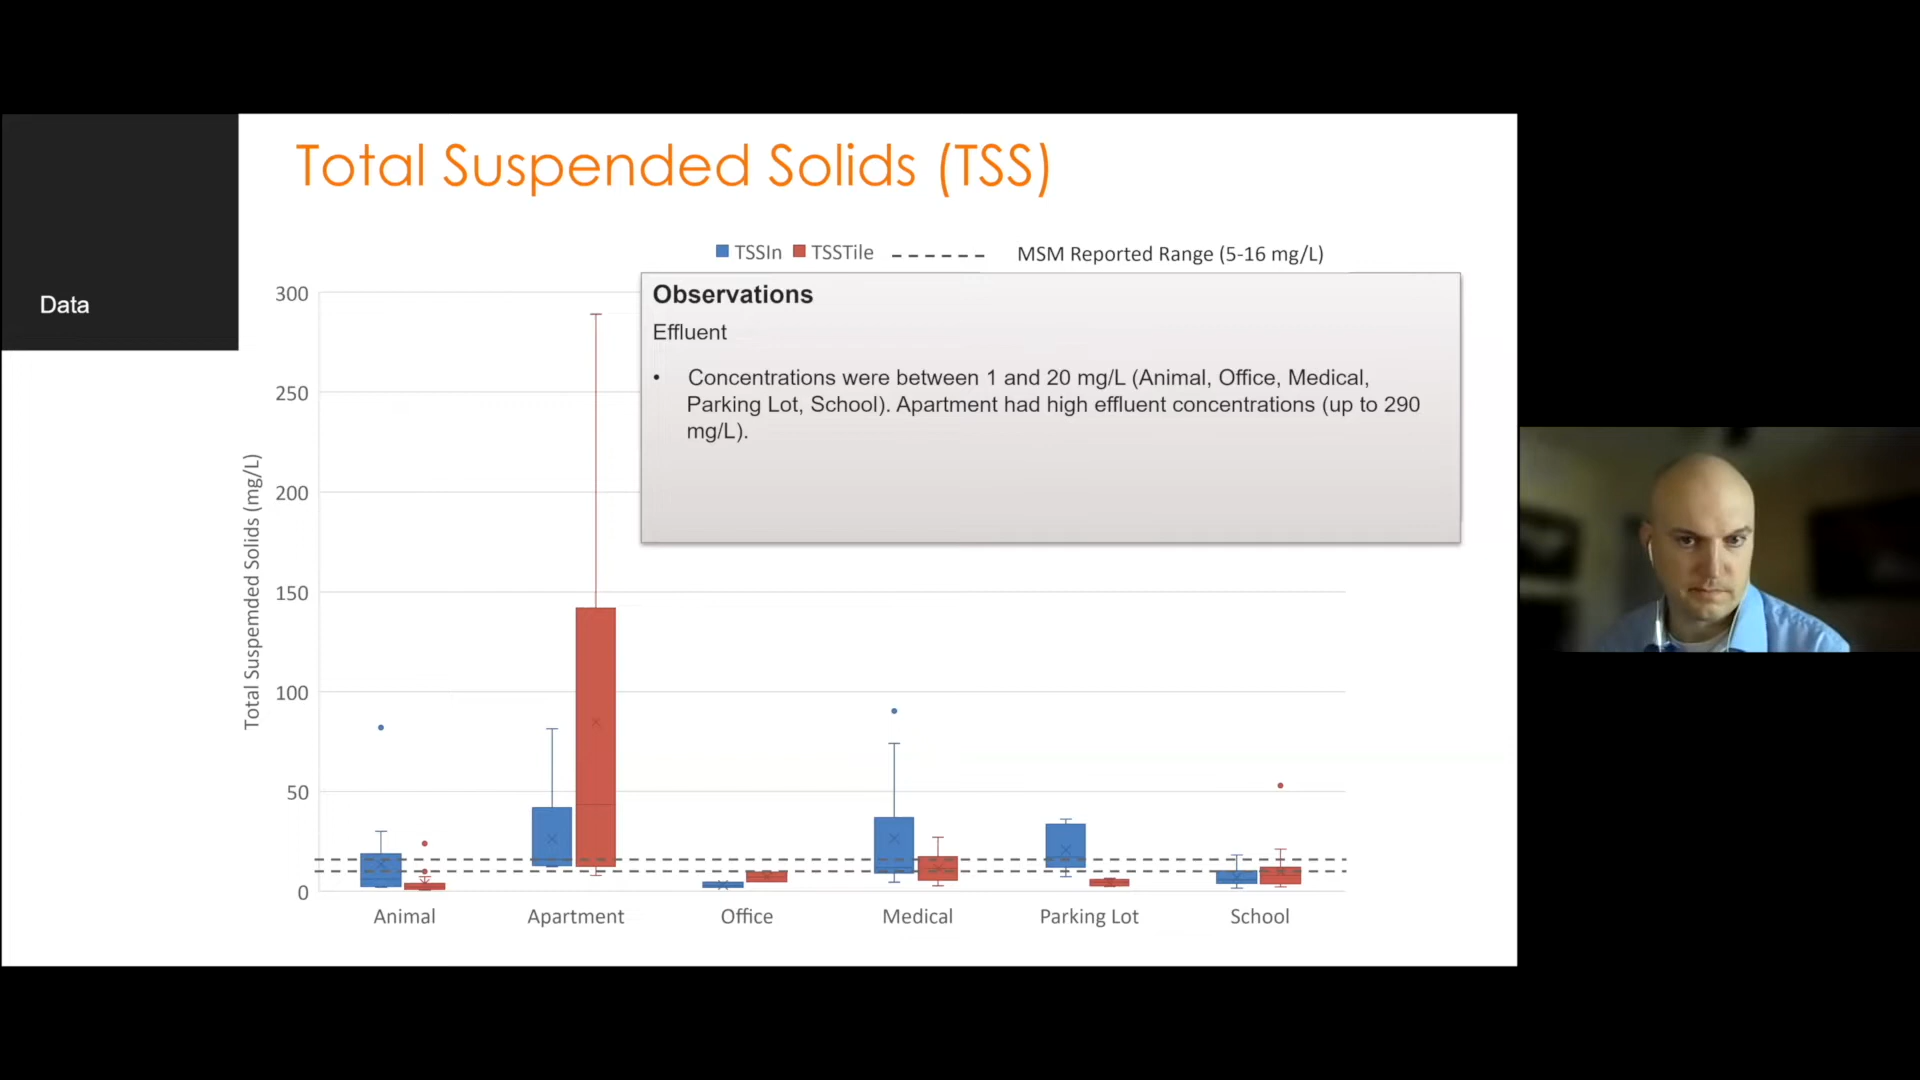 Total Suspended Solids (TSS)
Data
TSSIn TSSTile MSM Reported Range (5-16 mg/L)
Observations
Effluent
• Concentrations were between 1 and 20 mg/L (Animal, Office, Medical,
Parking Lot, School). Apartment had high effluent concentrations (up to 290
mg/L).
Total Suspemded Solids (mg/L)
300
250
200
150
100
50
0
Animal Apartment Office Medical Parking Lot School